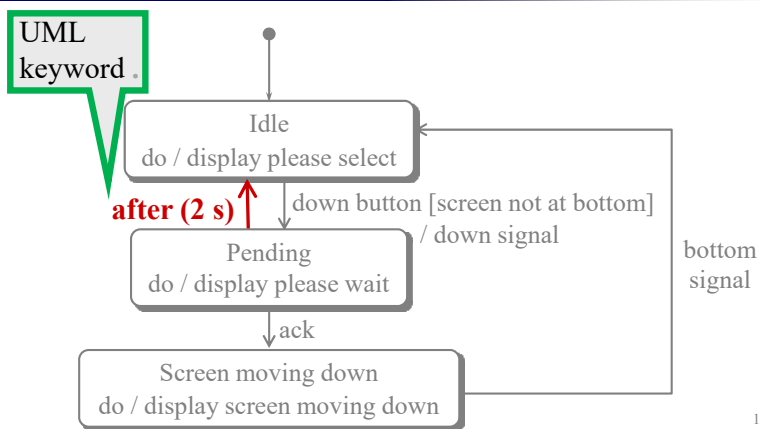 UML
keyword .
Idle
do / display please select
after (2 s)
down button [screen not at bottom]
/ down signal
Pending
do / display please wait
bottom
signal
ack
Screen moving down
do / display screen moving down
1